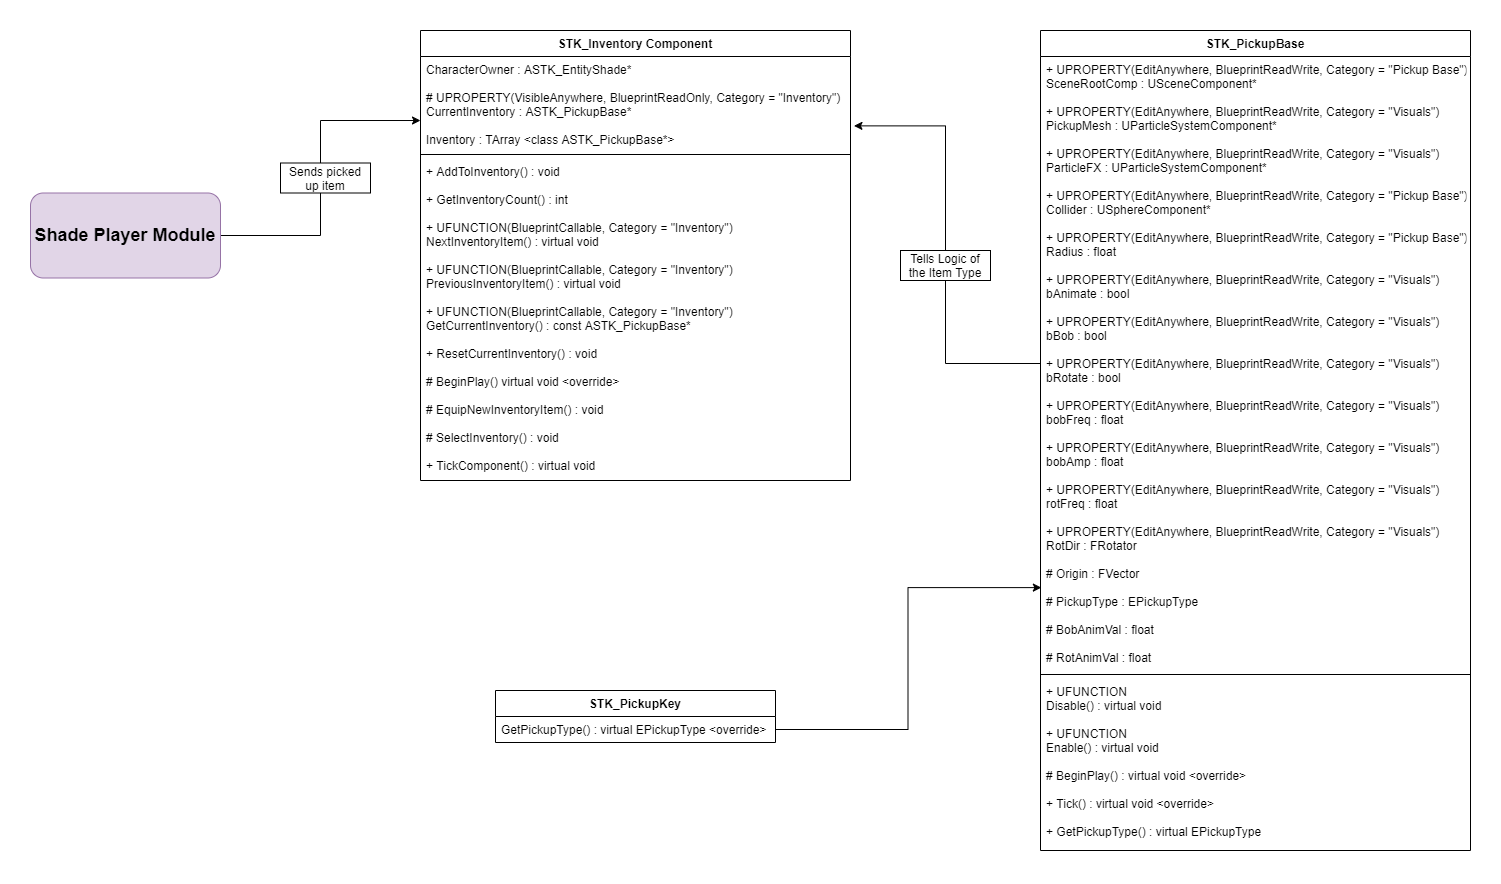 STK_Inventory Component
CharacterOwner : ASTK_EntityShade*
# UPROPERTY(VisibleAnywhere, BlueprintReadOnly, Category = "Inventory")
CurrentInventory : ASTK_PickupBase*
Inventory : TArray <class ASTK_PickupBase*>
+ AddToInventory() : void
+ GetInventoryCount() : int
+ UFUNCTION(BlueprintCallable, Category = "Inventory")
NextInventoryItem() : virtual void
+ UFUNCTION(BlueprintCallable, Category = "Inventory")
PreviousInventoryItem() : virtual void
+ UFUNCTION(BlueprintCallable, Category = "Inventory")
GetCurrentInventory() : const ASTK_PickupBase*
+ ResetCurrentInventory() : void
# BeginPlay() virtual void <override>
# EquipNewInventoryItem() : void
# SelectInventory() : void
+ TickComponent() : virtual void
Sends picked
up item
Shade Player Module
Tells Logic of
the Item Type
STK_PickupBase
+ UPROPERTY(EditAnywhere, BlueprintReadWrite, Category = "Pickup Base")
SceneRootComp : USceneComponent*
+ UPROPERTY(EditAnywhere, BlueprintReadWrite, Category = "Visuals")
PickupMesh : UParticleSystemComponent*
+ UPROPERTY(EditAnywhere, BlueprintReadWrite, Category = "Visuals")
ParticleFX : UParticleSystemComponent*
+ UPROPERTY(EditAnywhere, BlueprintReadWrite, Category = "Pickup Base")
Collider : USphereComponent*
+ UPROPERTY(EditAnywhere, BlueprintReadWrite, Category = "Pickup Base")
Radius : float
+ UPROPERTY(EditAnywhere, BlueprintReadWrite, Category = "Visuals")
bAnimate : bool
+ UPROPERTY(EditAnywhere, BlueprintReadWrite, Category = "Visuals")
bBob : bool
+ UPROPERTY(EditAnywhere, BlueprintReadWrite, Category = "Visuals")
bRotate : bool
+ UPROPERTY(EditAnywhere, BlueprintReadWrite, Category = "Visuals")
bobFreq : float
+ UPROPERTY(EditAnywhere, BlueprintReadWrite, Category = "Visuals")
bobAmp : float
+ UPROPERTY(EditAnywhere, BlueprintReadWrite, Category = "Visuals")
rotFreq : float
+ UPROPERTY(EditAnywhere, BlueprintReadWrite, Category = "Visuals")
RotDir : FRotator
# Origin : FVector
# PickupType : EPickupType
# BobAnimVal : float
# RotAnimVal : float
+ UFUNCTION
Disable() : virtual void
+ UFUNCTION
Enable() : virtual void
# BeginPlay() : virtual void <override>
+ Tick() : virtual void <override>
+ GetPickupType() : virtual EPickupType
STK_PickupKey
GetPickupType() : virtual EPickupType <override>